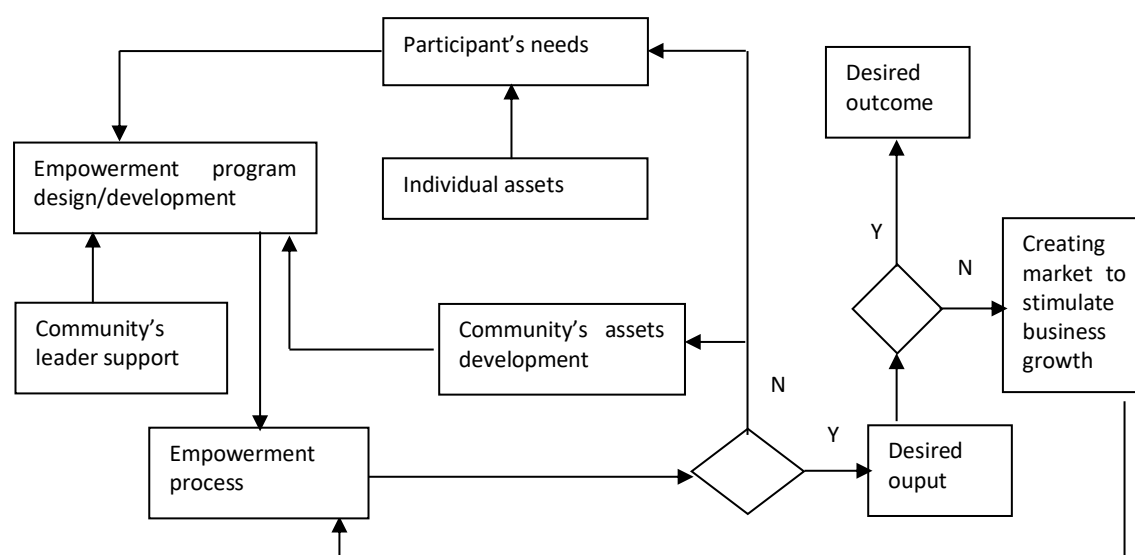 Participant’s needs
Desired
outcome
Empowerment program
design/development
Individual assets
Y
N
Creating
market to
stimulate
business
growth
Community’s
leader support
Community’s assets
development
N
Y
Empowerment
process
Desired
ouput